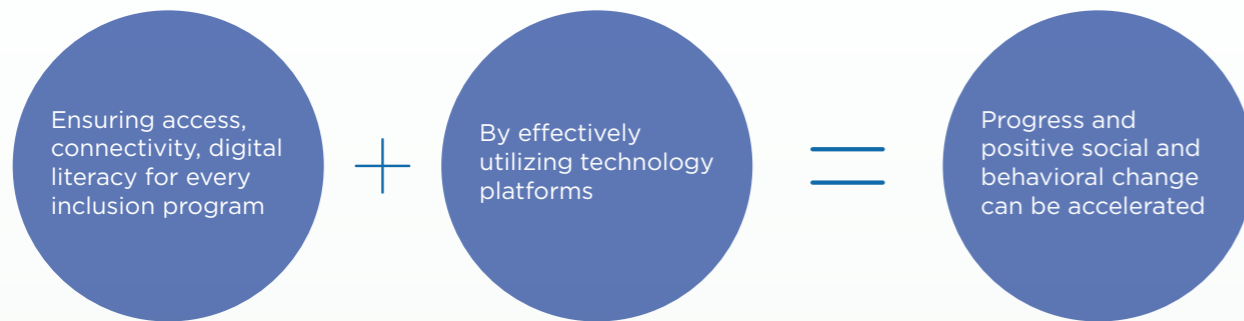 Ensuring access,
connectivity, digital
literacy for every
inclusion program
+
By effectively
utilizing technology
platforms
=
Progress and
positive social and
behavioral change
can be accelerated